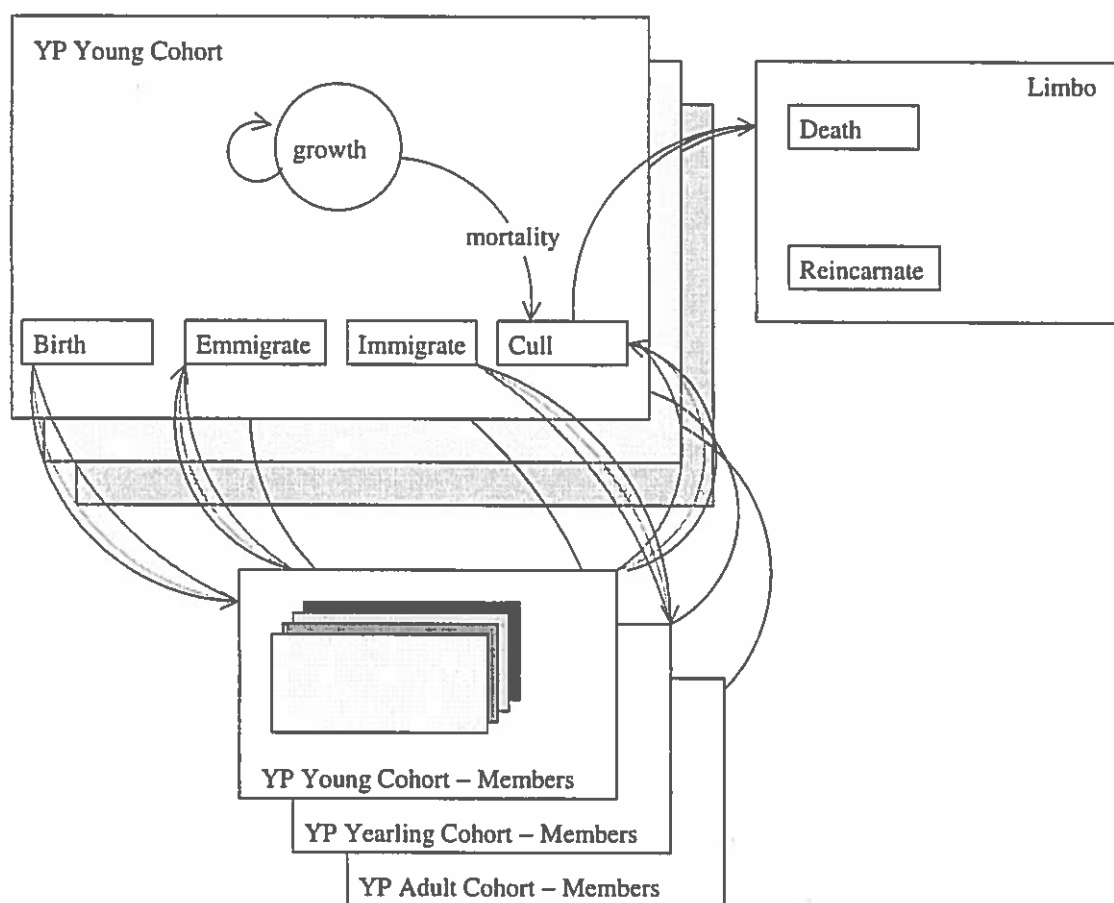 YP Young Cohort
Limbo
Death
growth
mortality
Reincarnate
Birth
Emmigrate
Immigrate
Cull
YP Young Cohort – Members
YP Yearling Cohort – Members
YP Adult Cohort – Members